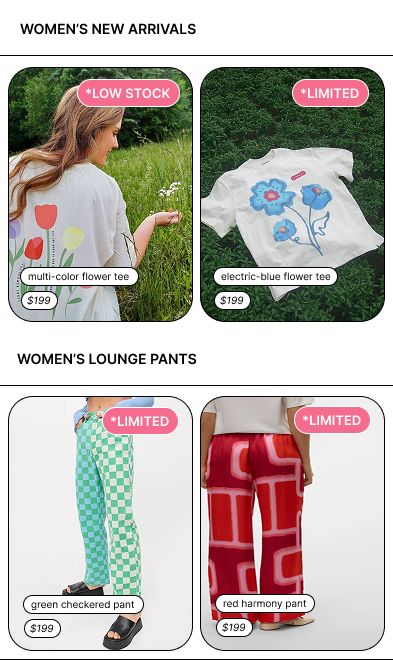 WOMEN'S NEW ARRIVALS
*LOW STOCK
*LIMITED
multi-color flower tee
$199
electric-blue flower tee
$199
WOMEN'S LOUNGE PANTS
*LIMITED
*LIMITED
green checkered pant
$199
red harmony pant
$199